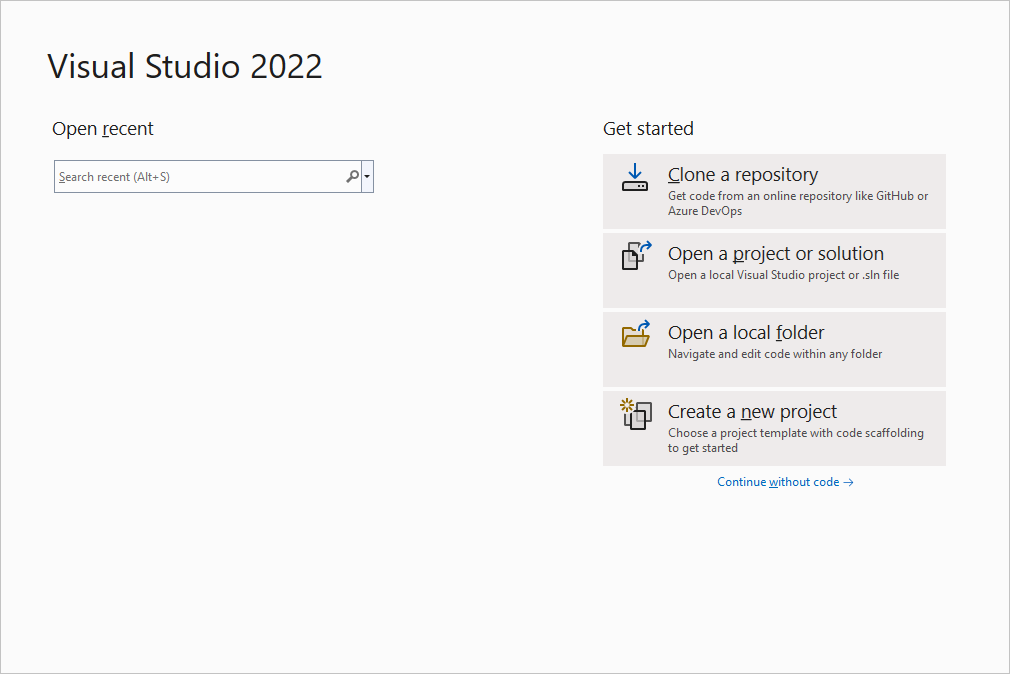 Visual Studio 2022
Open recent
Search recent (Alt+S)
Get started
Clone a repository
Get code from an online repository like GitHub or
Azure DevOps
Open a project or solution
Open a local Visual Studio project or .sln file
Open a local folder
Navigate and edit code within any folder
Create a new project
Choose a project template with code scaffolding
to get started
Continue without code →